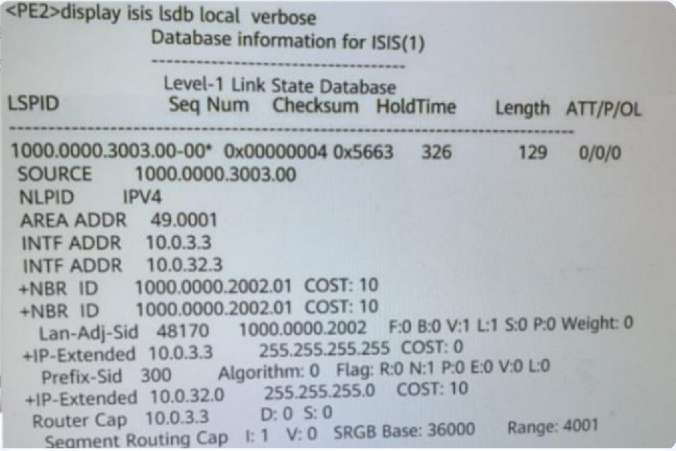 <PE2>display isis lsdb local verbose
Database information for ISIS(1)
--------------------------------
Level-1 Link State Database
LSPID Seq Num Checksum HoldTime Length ATT/P/OL
--------------------------------------------------------------------------
1000.0000.3003.00-00* 0x00000004 0x5663 326 129 0/0/0
SOURCE 1000.0000.3003.00
NLPID IPV4
AREA ADDR 49.0001
INTF ADDR 10.0.3.3
INTF ADDR 10.0.32.3
+NBR ID 1000.0000.2002.01 COST: 10
+NBR ID 1000.0000.2002.01 COST: 10
Lan-Adj-Sid 48170 1000.0000.2002 F:0 B:0 V:1 L:1 S:0 P:0 Weight: 0
+IP-Extended 10.0.3.3 255.255.255.255 COST: 0
Prefix-Sid 300 Algorithm: 0 Flag: R:0 N:1 P:0 E:0 V:0 L:0
+IP-Extended 10.0.32.0 255.255.255.0 COST: 10
Router Cap 10.0.3.3 D: 0 S: 0
Segment Routing Cap I: 1 V: 0 SRGB Base: 36000 Range: 4001